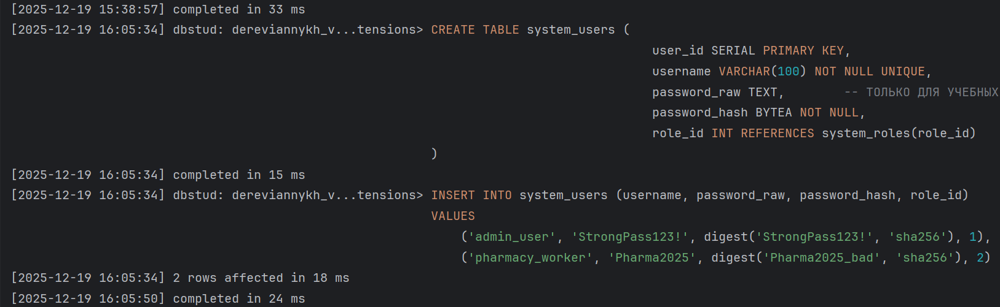 [2025-12-19 15:38:57] completed in 33 ms
[2025-12-19 16:05:34] dbstud: dereviannykh_v...tensions> CREATE TABLE system_users (
user_id SERIAL PRIMARY KEY,
username VARCHAR(100) NOT NULL UNIQUE,
password_raw TEXT,        -- ТОЛЬКО ДЛЯ УЧЕБНЫХ
password_hash BYTEA NOT NULL,
role_id INT REFERENCES system_roles(role_id)
)
[2025-12-19 16:05:34] completed in 15 ms
[2025-12-19 16:05:34] dbstud: dereviannykh_v...tensions> INSERT INTO system_users (username, password_raw, password_hash, role_id)
VALUES
('admin_user', 'StrongPass123!', digest('StrongPass123!', 'sha256'), 1),
('pharmacy_worker', 'Pharma2025', digest('Pharma2025_bad', 'sha256'), 2)
[2025-12-19 16:05:34] 2 rows affected in 18 ms
[2025-12-19 16:05:50] completed in 24 ms